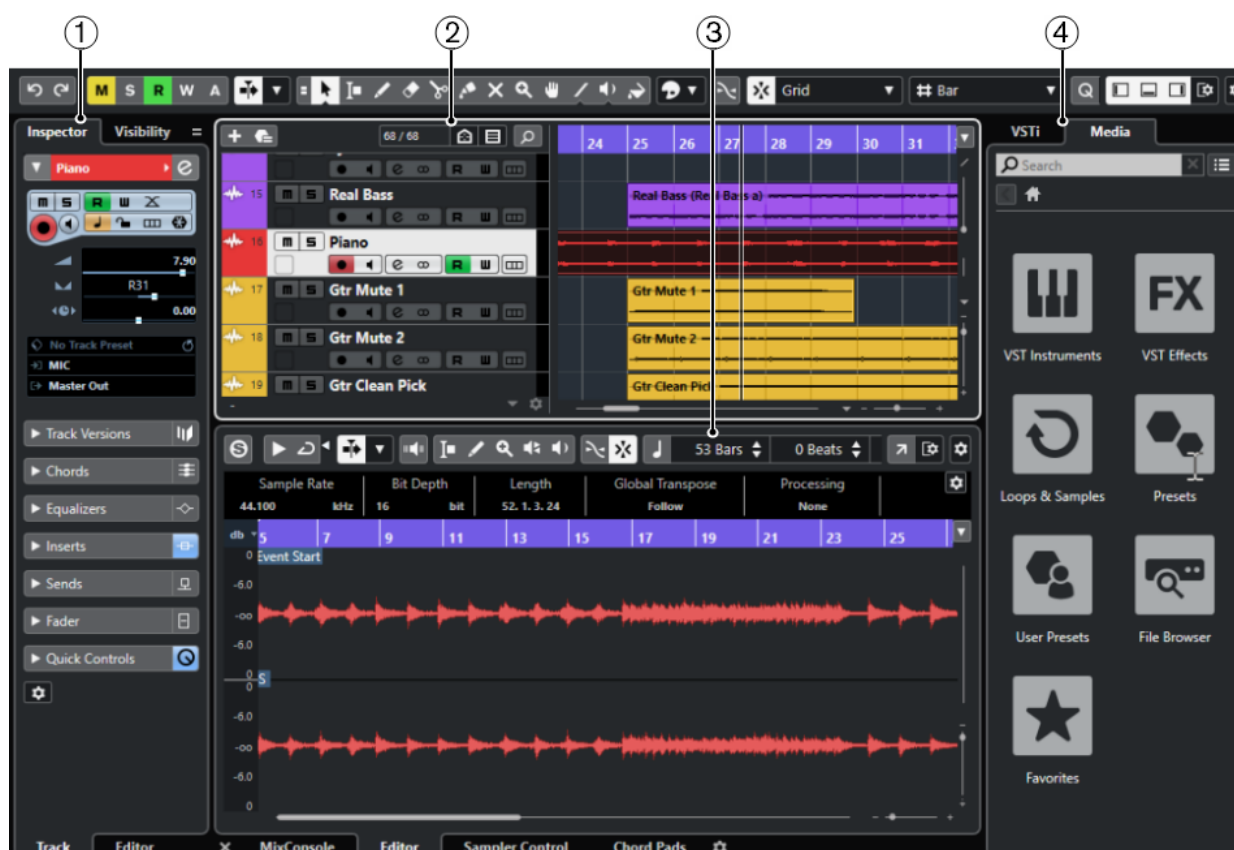 1 2 3 4
M S R W A Grid Bar Q
Inspector Visibility
Piano e
m S R W
7.90
R31
0.00
No Track Preset
MIC
Master Out
Track Versions
Chords
Equalizers
Inserts
Sends
Fader
Quick Controls
68 / 68
24 25 26 27 28 29 30 31
R W
15 m S Real Bass
R W
16 m S Piano
R W
17 m S Gtr Mute 1
R W
18 m S Gtr Mute 2
R W
19 m S Gtr Clean Pick
Real Bass (Real Bass a)
Gtr Mute 1
Gtr Mute 2
Gtr Clean Pick
S 53 Bars 0 Beats
Sample Rate Bit Depth Length Global Transpose Processing
44.100 kHz 16 bit 52. 1. 3. 24 Follow None
db 5 7 9 11 13 15 17 19 21 23 25
0 Event Start
-6.0
-oo
-6.0
0 S
0
-6.0
-oo
-6.0
0
VSTi Media
Search
VST Instruments FX VST Effects
Loops & Samples Presets
User Presets File Browser
Favorites
Track Editor MixConsole Editor Sampler Control Chord Pads